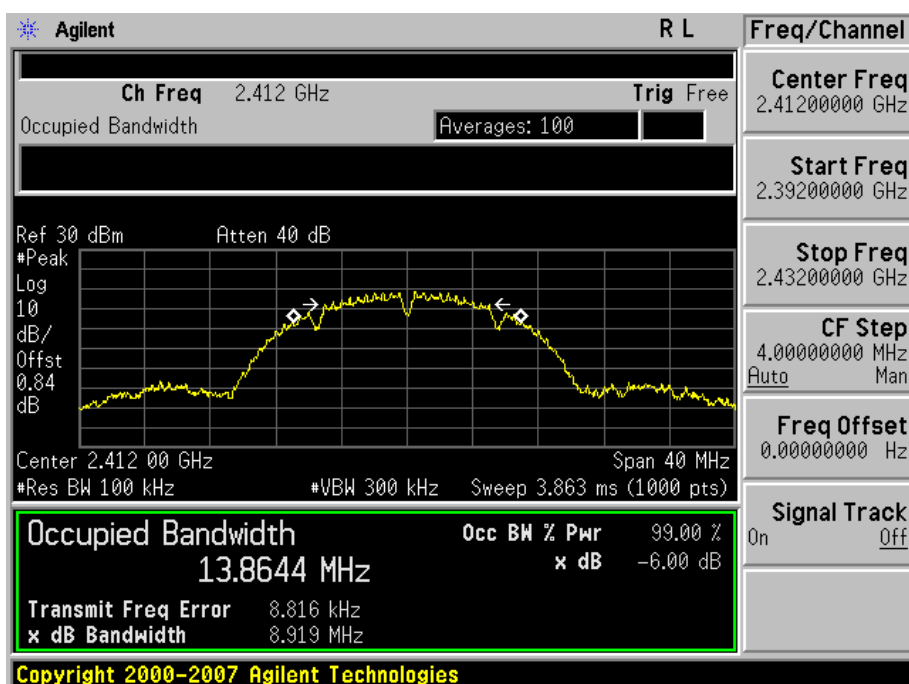 Agilent R L
Freq/Channel
Ch Freq 2.412 GHz Trig Free
Occupied Bandwidth Averages: 100
Ref 30 dBm Atten 40 dB
#Peak
Log
10
dB/
Offst
0.84
dB
Center 2.412 00 GHz Span 40 MHz
#Res BW 100 kHz #VBW 300 kHz Sweep 3.863 ms (1000 pts)
Occupied Bandwidth
13.8644 MHz
Occ BW % Pwr 99.00 %
x dB -6.00 dB
Transmit Freq Error 8.816 kHz
x dB Bandwidth 8.919 MHz
Copyright 2000-2007 Agilent Technologies
Center Freq
2.41200000 GHz
Start Freq
2.39200000 GHz
Stop Freq
2.43200000 GHz
CF Step
4.00000000 MHz
Auto Man
Freq Offset
0.00000000 Hz
Signal Track
On Off